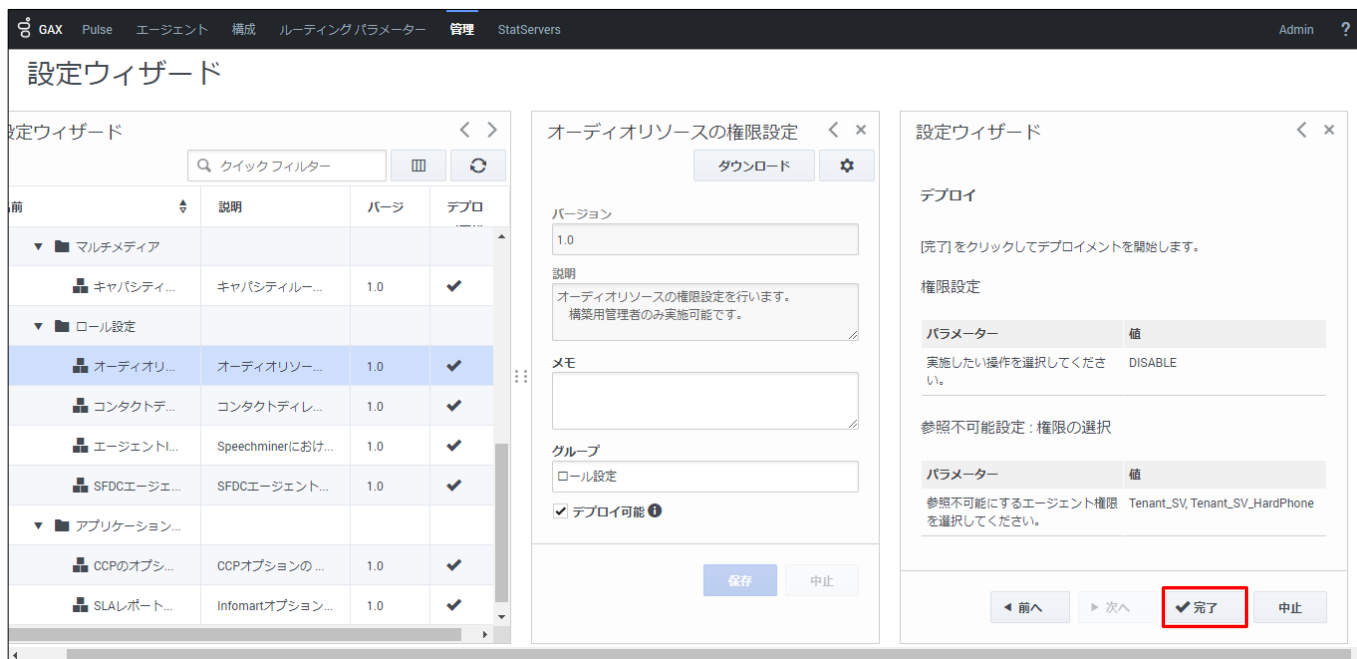 GAX Pulse エージェント 構成 ルーティング パラメーター 管理 StatServers Admin ?
設定ウィザード
設定ウィザード
クイック フィルター
名前 説明 バージ デプロ
マルチメディア
キャパシティ... キャパシティルー... 1.0
ロール設定
オーディオリ... オーディオリソー... 1.0
コンタクトデ... コンタクトディレ... 1.0
エージェントI... Speechminerにおけ... 1.0
SFDCエージェ... SFDCエージェント... 1.0
アプリケーション...
CCPのオプシ... CCPオプションの ... 1.0
SLAレポート... Infomartオプション... 1.0
オーディオリソースの権限設定
ダウンロード
バージョン
1.0
説明
オーディオリソースの権限設定を行います。
構築用管理者のみ実施可能です。
メモ
グループ
ロール設定
デプロイ可能
保存 中止
設定ウィザード
デプロイ
[完了] をクリックしてデプロイメントを開始します。
権限設定
パラメーター 値
実施したい操作を選択してくださ DISABLE
い。
参照不可能設定 : 権限の選択
パラメーター 値
参照不可能にするエージェント権限 Tenant_SV, Tenant_SV_HardPhone
を選択してください。
前へ 次へ 完了 中止